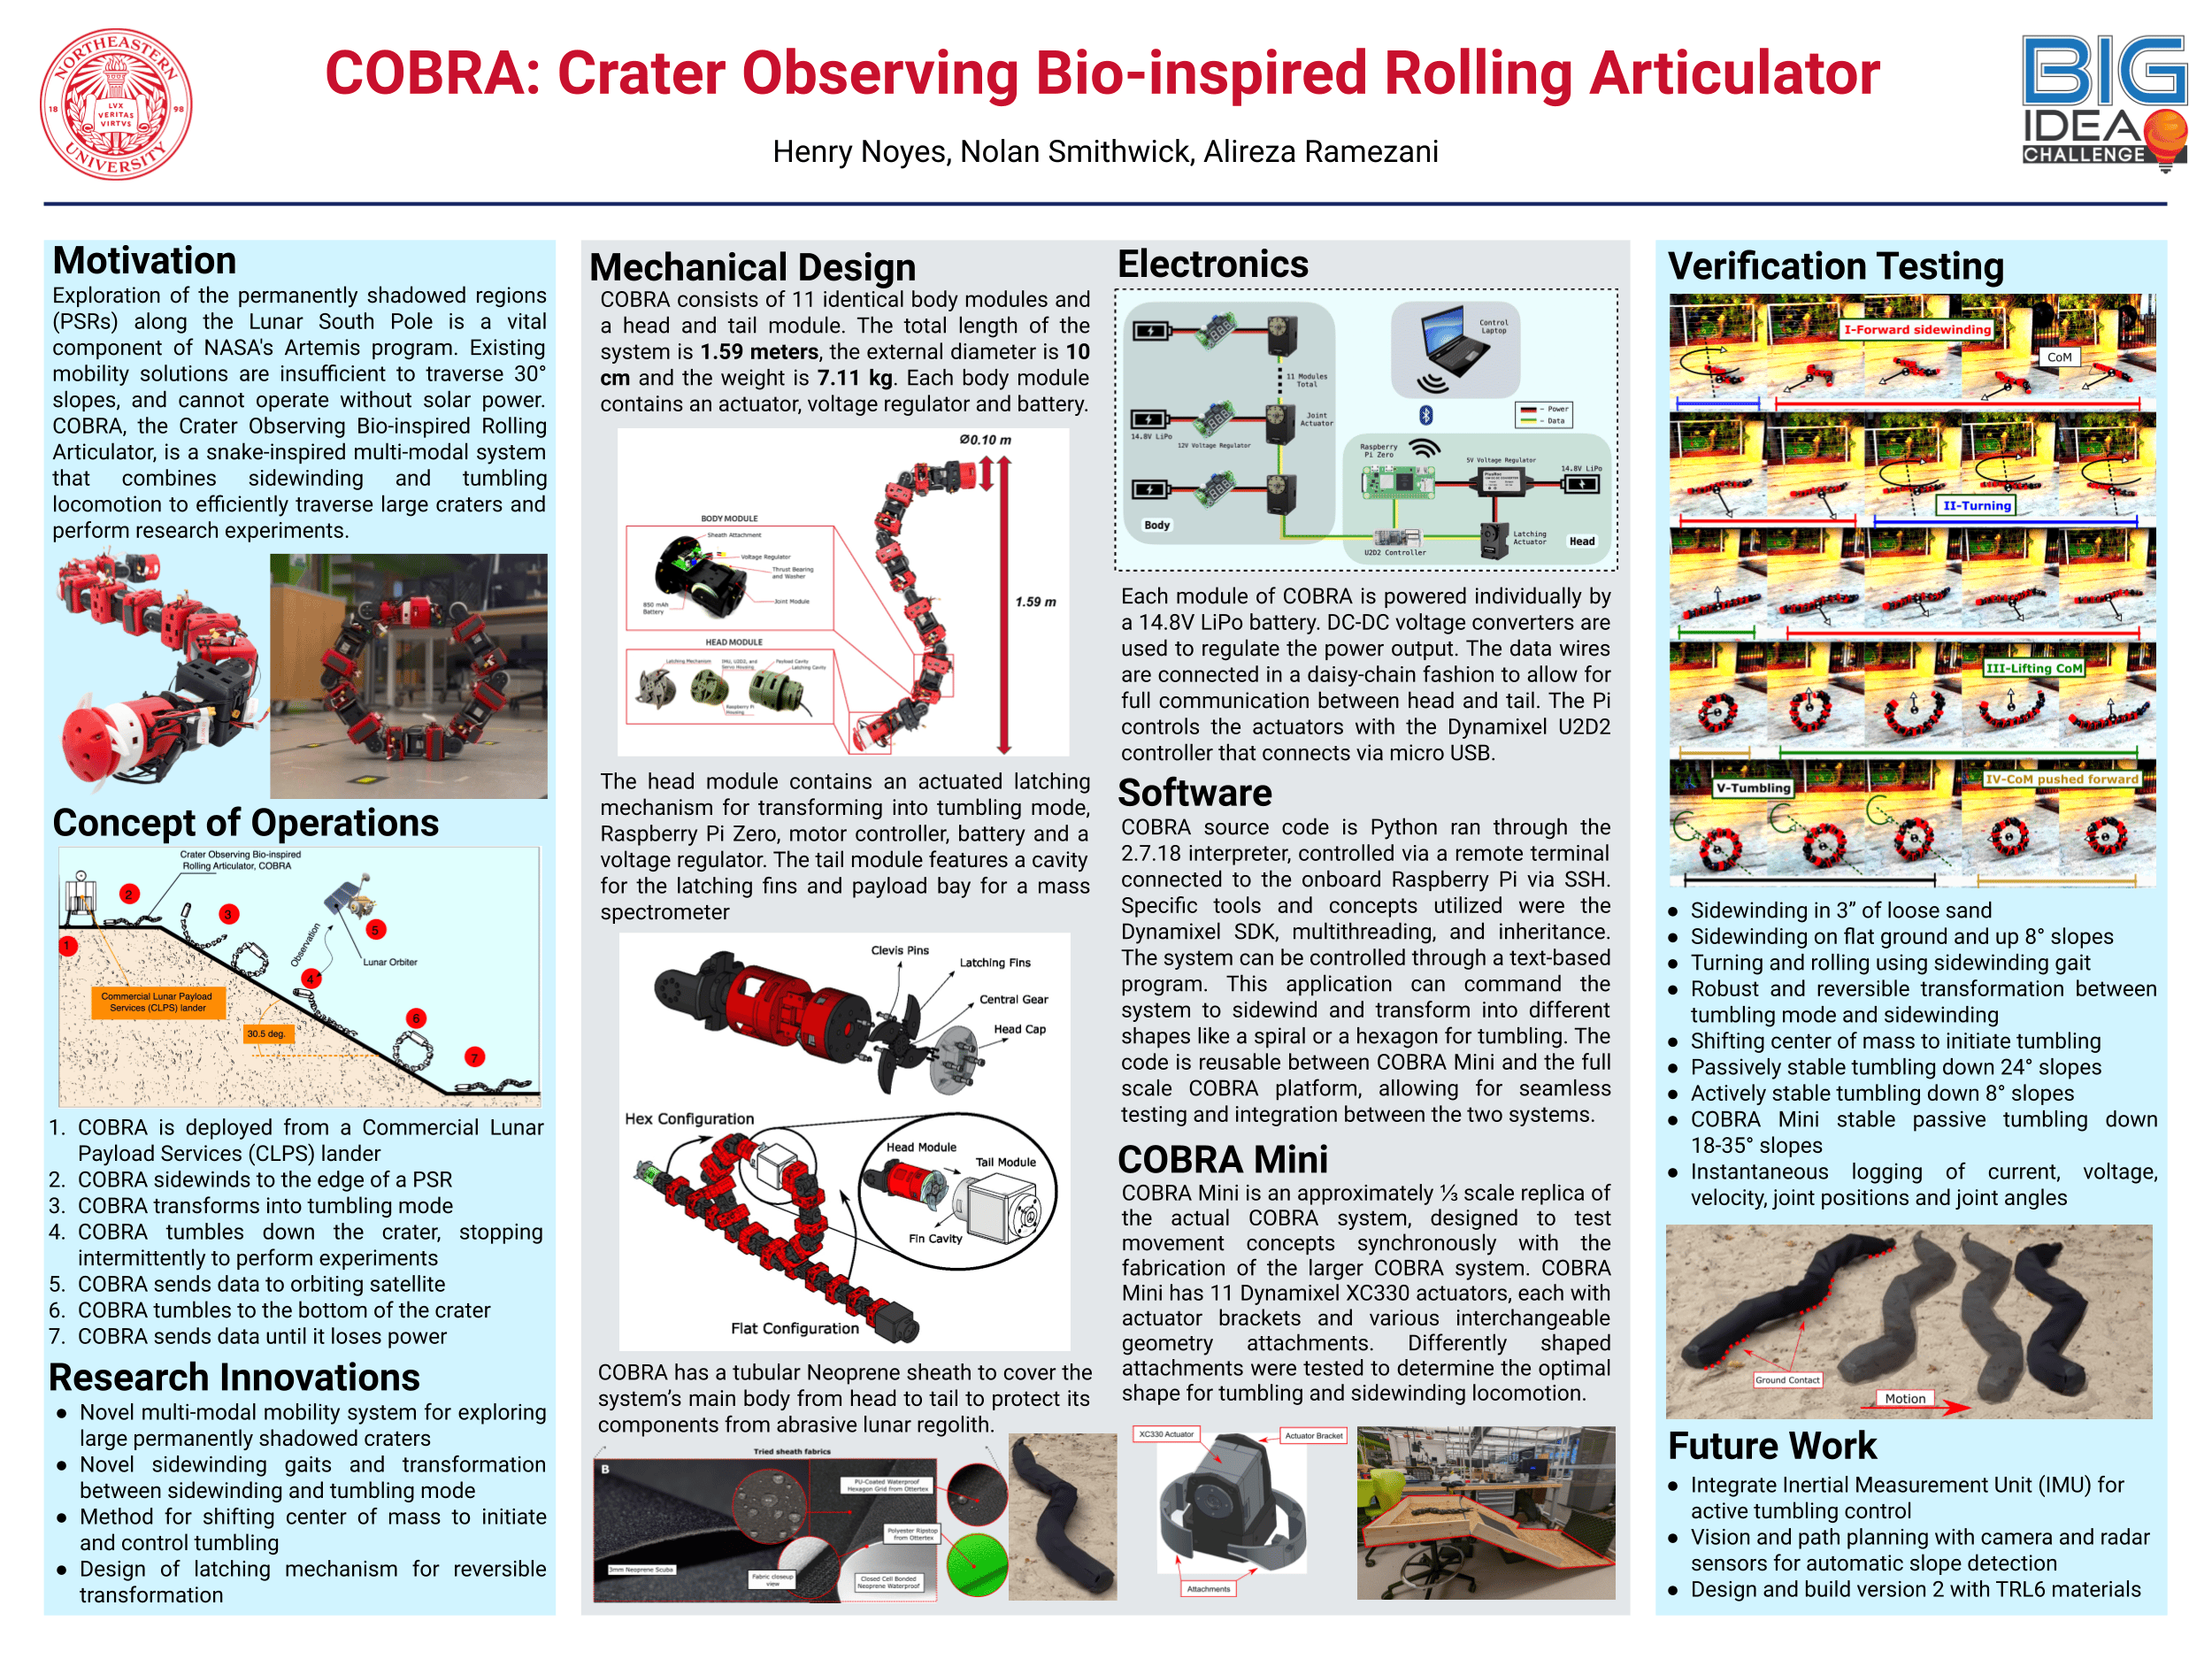 NORTHEASTERN
UNIVERSITY
18
98
LVX
VERITAS
VIRTVS
COBRA: Crater Observing Bio-inspired Rolling Articulator
Henry Noyes, Nolan Smithwick, Alireza Ramezani
BIG
IDEA
CHALLENGE
Motivation
Exploration of the permanently shadowed regions
(PSRs) along the Lunar South Pole is a vital
component of NASA's Artemis program. Existing
mobility solutions are insufficient to traverse 30°
slopes, and cannot operate without solar power.
COBRA, the Crater Observing Bio-inspired Rolling
Articulator, is a snake-inspired multi-modal system
that combines sidewinding and tumbling
locomotion to efficiently traverse large craters and
perform research experiments.
Concept of Operations
Crater Observing Bio-inspired
Rolling Articulator, COBRA
1
2
3
4
5
6
7
Observation
Lunar Orbiter
Commercial Lunar Payload
Services (CLPS) lander
30.5 deg.
1. COBRA is deployed from a Commercial Lunar
Payload Services (CLPS) lander
2. COBRA sidewinds to the edge of a PSR
3. COBRA transforms into tumbling mode
4. COBRA tumbles down the crater, stopping
intermittently to perform experiments
5. COBRA sends data to orbiting satellite
6. COBRA tumbles to the bottom of the crater
7. COBRA sends data until it loses power
Research Innovations
● Novel multi-modal mobility system for exploring
large permanently shadowed craters
● Novel sidewinding gaits and transformation
between sidewinding and tumbling mode
● Method for shifting center of mass to initiate
and control tumbling
● Design of latching mechanism for reversible
transformation
Mechanical Design
COBRA consists of 11 identical body modules and
a head and tail module. The total length of the
system is 1.59 meters, the external diameter is 10
cm and the weight is 7.11 kg. Each body module
contains an actuator, voltage regulator and battery.
Ø0.10 m
1.59 m
BODY MODULE
Sheath Attachment
Voltage Regulator
Thrust Bearing
and Washer
Joint Module
850 mAh
Battery
HEAD MODULE
Latching Mechanism
IMU, U2D2, and
Servo Housing
Payload Cavity
Latching Cavity
Raspberry Pi
Housing
The head module contains an actuated latching
mechanism for transforming into tumbling mode,
Raspberry Pi Zero, motor controller, battery and a
voltage regulator. The tail module features a cavity
for the latching fins and payload bay for a mass
spectrometer
Clevis Pins
Latching Fins
Central Gear
Head Cap
Hex Configuration
Head Module
Tail Module
Fin Cavity
Flat Configuration
COBRA has a tubular Neoprene sheath to cover the
system's main body from head to tail to protect its
components from abrasive lunar regolith.
Tried sheath fabrics
B
PU-Coated Waterproof
Hexagon Grid from Ottertex
Polyester Ripstop
from Ottertex
3mm Neoprene Scuba
Fabric closeup
view
Closed Cell Bonded
Neoprene Waterproof
Electronics
Control
Laptop
11 Modules
Total
Joint
Actuator
14.8V LiPo
12V Voltage Regulator
- Power
- Data
Raspberry
Pi Zero
5V Voltage Regulator
14.8V LiPo
Body
U2D2 Controller
Latching
Actuator
Head
Each module of COBRA is powered individually by
a 14.8V LiPo battery. DC-DC voltage converters are
used to regulate the power output. The data wires
are connected in a daisy-chain fashion to allow for
full communication between head and tail. The Pi
controls the actuators with the Dynamixel U2D2
controller that connects via micro USB.
Software
COBRA source code is Python ran through the
2.7.18 interpreter, controlled via a remote terminal
connected to the onboard Raspberry Pi via SSH.
Specific tools and concepts utilized were the
Dynamixel SDK, multithreading, and inheritance.
The system can be controlled through a text-based
program. This application can command the
system to sidewind and transform into different
shapes like a spiral or a hexagon for tumbling. The
code is reusable between COBRA Mini and the full
scale COBRA platform, allowing for seamless
testing and integration between the two systems.
COBRA Mini
COBRA Mini is an approximately ⅓ scale replica of
the actual COBRA system, designed to test
movement concepts synchronously with the
fabrication of the larger COBRA system. COBRA
Mini has 11 Dynamixel XC330 actuators, each with
actuator brackets and various interchangeable
geometry attachments. Differently shaped
attachments were tested to determine the optimal
shape for tumbling and sidewinding locomotion.
XC330 Actuator
Actuator Bracket
Attachments
Verification Testing
I-Forward sidewinding
CoM
II-Turning
III-Lifting CoM
IV-CoM pushed forward
V-Tumbling
● Sidewinding in 3” of loose sand
● Sidewinding on flat ground and up 8° slopes
● Turning and rolling using sidewinding gait
● Robust and reversible transformation between
tumbling mode and sidewinding
● Shifting center of mass to initiate tumbling
● Passively stable tumbling down 24° slopes
● Actively stable tumbling down 8° slopes
● COBRA Mini stable passive tumbling down
18-35° slopes
● Instantaneous logging of current, voltage,
velocity, joint positions and joint angles
Ground Contact
Motion
Future Work
● Integrate Inertial Measurement Unit (IMU) for
active tumbling control
● Vision and path planning with camera and radar
sensors for automatic slope detection
● Design and build version 2 with TRL6 materials